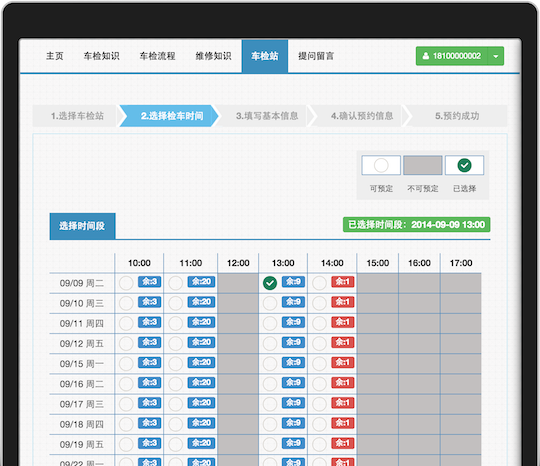 主页 车检知识 车检流程 维修知识 车检站 提问留言 18100000002
1.选择车检站 2.选择检车时间 3.填写基本信息 4.确认预约信息 5.预约成功
可预定 不可预定 已选择
选择时间段 已选择时间段：2014-09-09 13:00
10:00 11:00 12:00 13:00 14:00 15:00 16:00 17:00
09/09 周二 余:3 余:20 余:9 余:1
09/10 周三 余:3 余:20 余:9 余:1
09/11 周四 余:3 余:20 余:9 余:1
09/12 周五 余:3 余:20 余:9 余:1
09/15 周一 余:3 余:20 余:9 余:1
09/16 周二 余:3 余:20 余:9 余:1
09/17 周三 余:3 余:20 余:9 余:1
09/18 周四 余:3 余:20 余:9 余:1
09/19 周五 余:3 余:20 余:9 余:1
09/22 周一 余:3 余:20 余:9 余:1